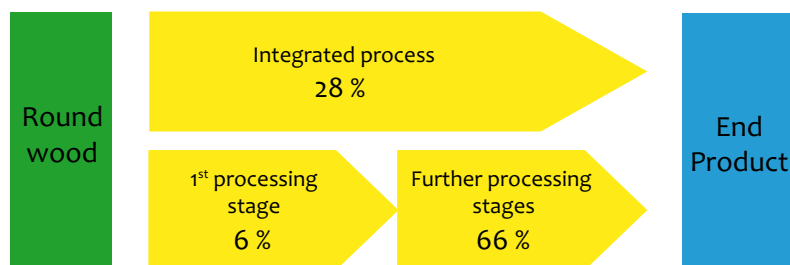 Round
wood
Integrated process
28 %
1st processing
stage
6 %
Further processing
stages
66 %
End
Product